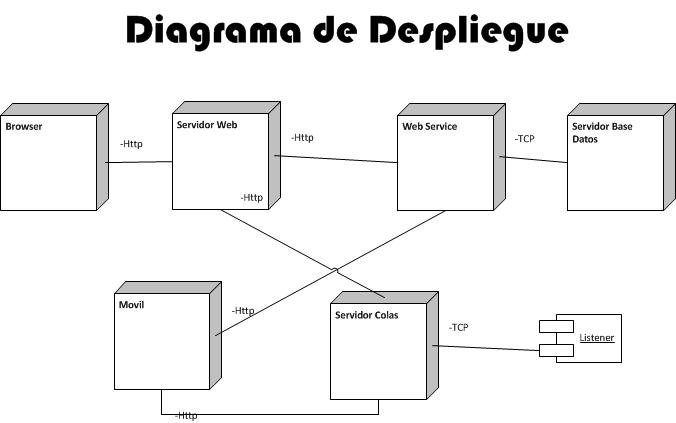 Diagrama de Despliegue
Browser
-Http
Servidor Web
-Http
-Http
Web Service
-TCP
Servidor Base
Datos
Movil
-Http
Servidor Colas
-TCP
Listener
-Http